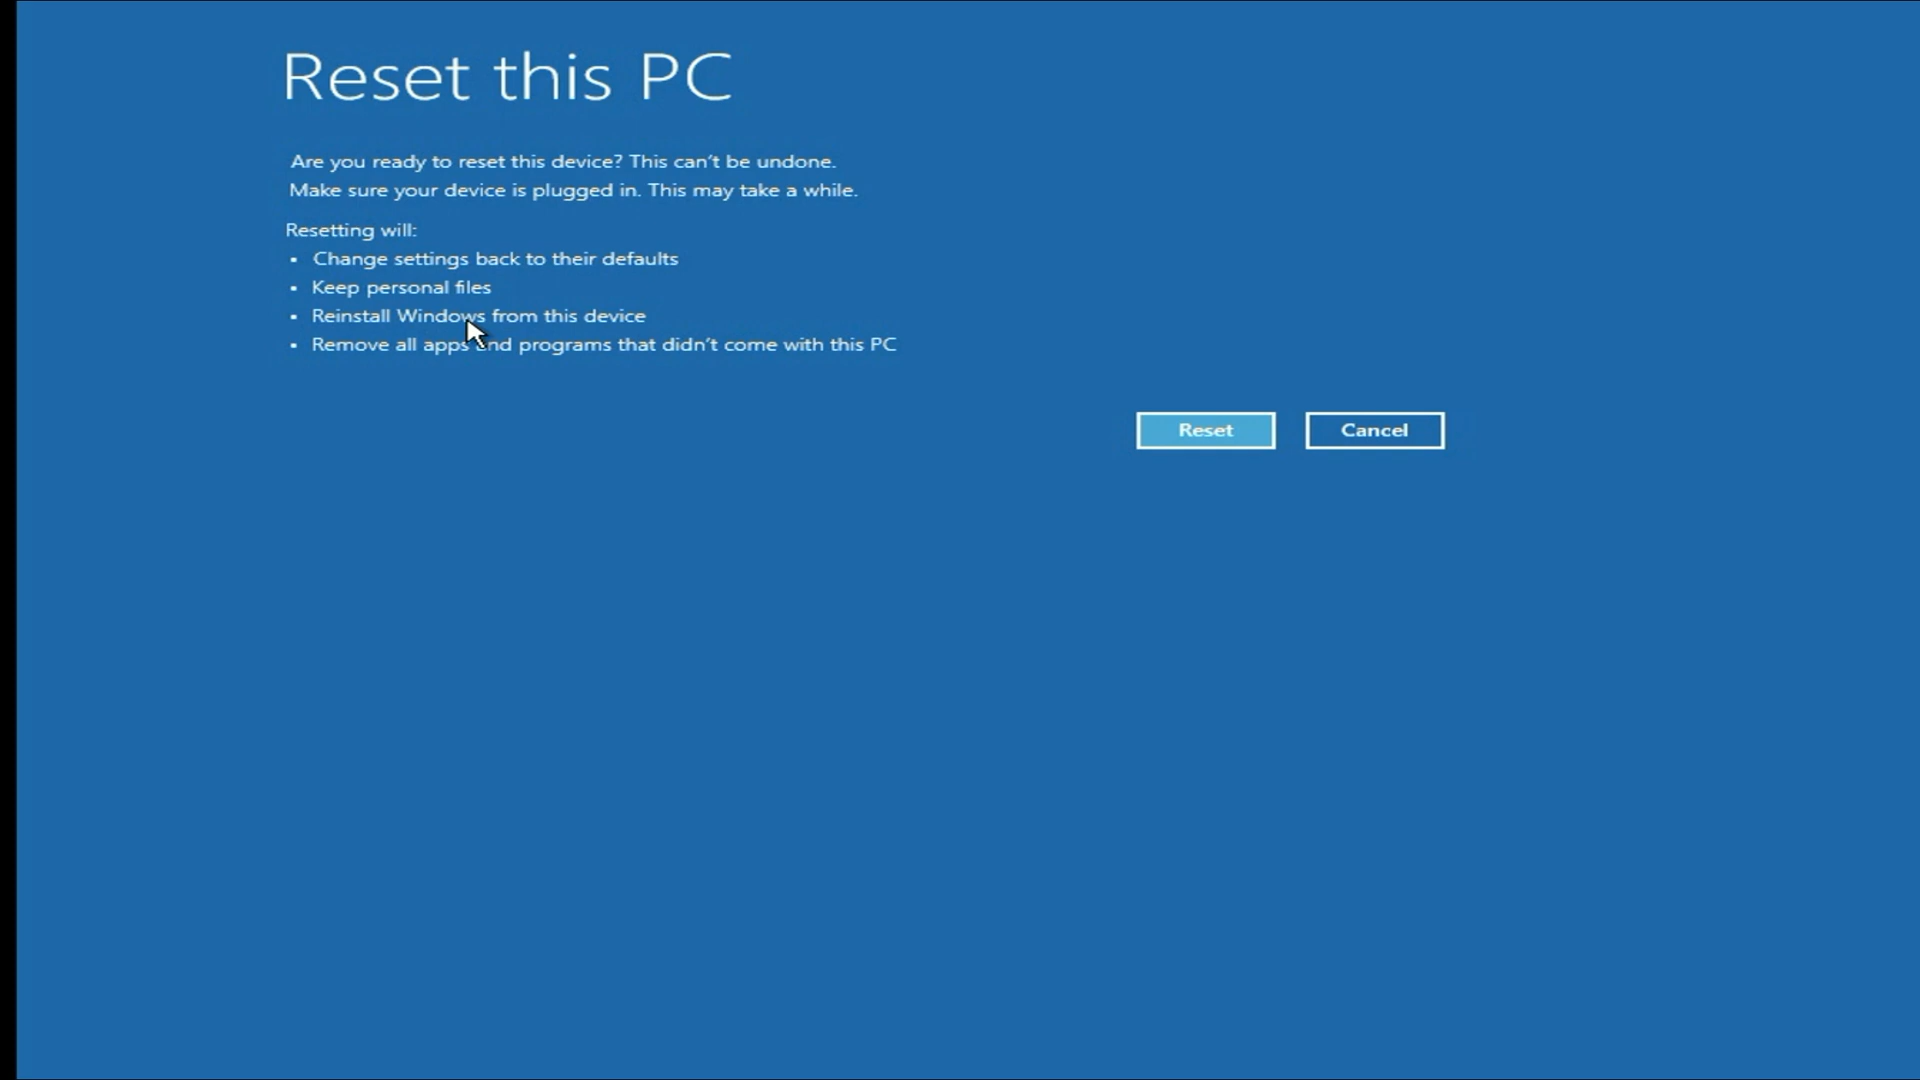 Reset this PC
Are you ready to reset this device? This can't be undone.
Make sure your device is plugged in. This may take a while.
Resetting will:
▪ Change settings back to their defaults
▪ Keep personal files
▪ Reinstall Windows from this device
▪ Remove all apps and programs that didn't come with this PC
Reset
Cancel